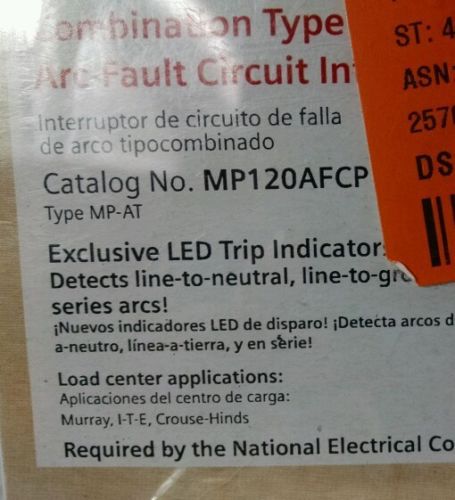 Combination Type
Arc-Fault Circuit In
Interruptor de circuito de falla
de arco tipocombinado
Catalog No. MP120AFCP
Type MP-AT
Exclusive LED Trip Indicator
Detects line-to-neutral, line-to-gro
series arcs!
¡Nuevos indicadores LED de disparo! ¡Detecta arcos d
a-neutro, línea-a-tierra, y en serie!
Load center applications:
Aplicaciones del centro de carga:
Murray, I-T-E, Crouse-Hinds
Required by the National Electrical Co
ST: 4
ASN
257
DS